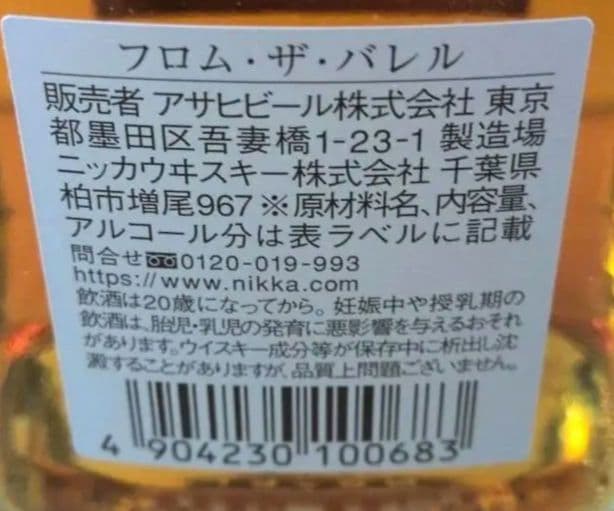 フロム・ザ・バレル
販売者 アサヒビール株式会社 東京
都墨田区吾妻橋1-23-1 製造場
ニッカウヰスキー株式会社 千葉県
柏市増尾967 ※原材料名、内容量、
アルコール分は表ラベルに記載
問合せ 0120-019-993
https://www.nikka.com
飲酒は20歳になってから。妊娠中や授乳期の
飲酒は、胎児・乳児の発育に悪影響を与えるおそれ
があります。ウイスキー成分等が保存中に析出し沈
澱することがありますが、品質上問題ございません。
4 904230 100683